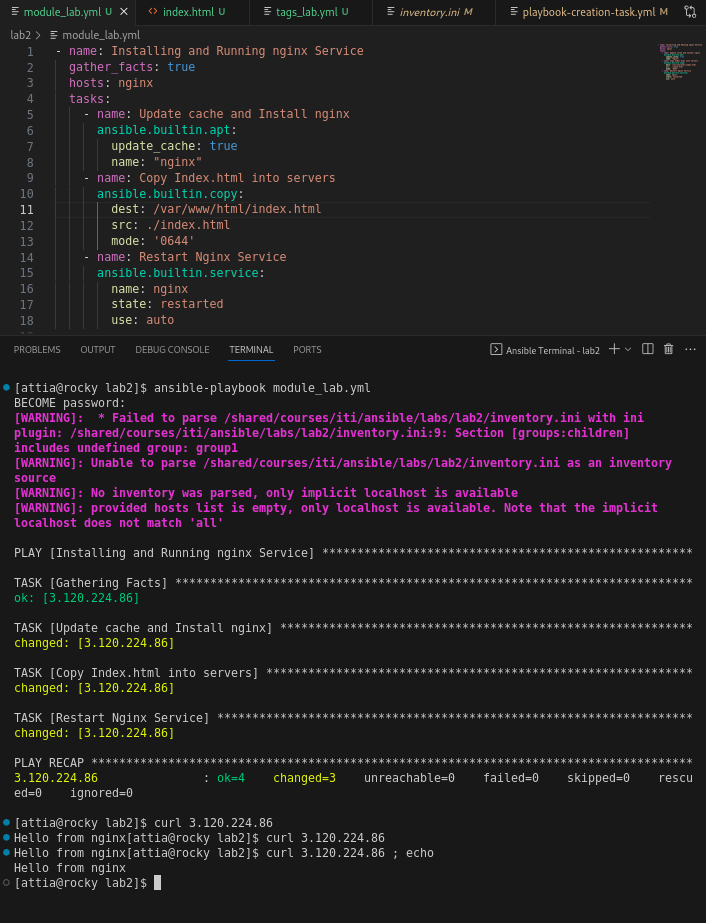 module_lab.yml U index.html U tags_lab.yml U inventory.ini M playbook-creation-task.yml M
lab2 module_lab.yml
1 - name: Installing and Running nginx Service
2 gather_facts: true
3 hosts: nginx
4 tasks:
5 - name: Update cache and Install nginx
6 ansible.builtin.apt:
7 update_cache: true
8 name: "nginx"
9 - name: Copy Index.html into servers
10 ansible.builtin.copy:
11 dest: /var/www/html/index.html
12 src: ./index.html
13 mode: '0644'
14 - name: Restart Nginx Service
15 ansible.builtin.service:
16 name: nginx
17 state: restarted
18 use: auto
PROBLEMS OUTPUT DEBUG CONSOLE TERMINAL PORTS Ansible Terminal - lab2
[attia@rocky lab2]$ ansible-playbook module_lab.yml
BECOME password:
[WARNING]:  * Failed to parse /shared/courses/iti/ansible/labs/lab2/inventory.ini with ini
plugin: /shared/courses/iti/ansible/labs/lab2/inventory.ini:9: Section [groups:children]
includes undefined group: group1
[WARNING]: Unable to parse /shared/courses/iti/ansible/labs/lab2/inventory.ini as an inventory
source
[WARNING]: No inventory was parsed, only implicit localhost is available
[WARNING]: provided hosts list is empty, only localhost is available. Note that the implicit
localhost does not match 'all'
PLAY [Installing and Running nginx Service] *****************************************************
TASK [Gathering Facts] **************************************************************************
ok: [3.120.224.86]
TASK [Update cache and Install nginx] ***********************************************************
changed: [3.120.224.86]
TASK [Copy Index.html into servers] *************************************************************
changed: [3.120.224.86]
TASK [Restart Nginx Service] ********************************************************************
changed: [3.120.224.86]
PLAY RECAP **************************************************************************************
3.120.224.86               : ok=4    changed=3    unreachable=0    failed=0    skipped=0    rescu
ed=0    ignored=0
[attia@rocky lab2]$ curl 3.120.224.86
Hello from nginx[attia@rocky lab2]$ curl 3.120.224.86
Hello from nginx[attia@rocky lab2]$ curl 3.120.224.86 ; echo
Hello from nginx
[attia@rocky lab2]$